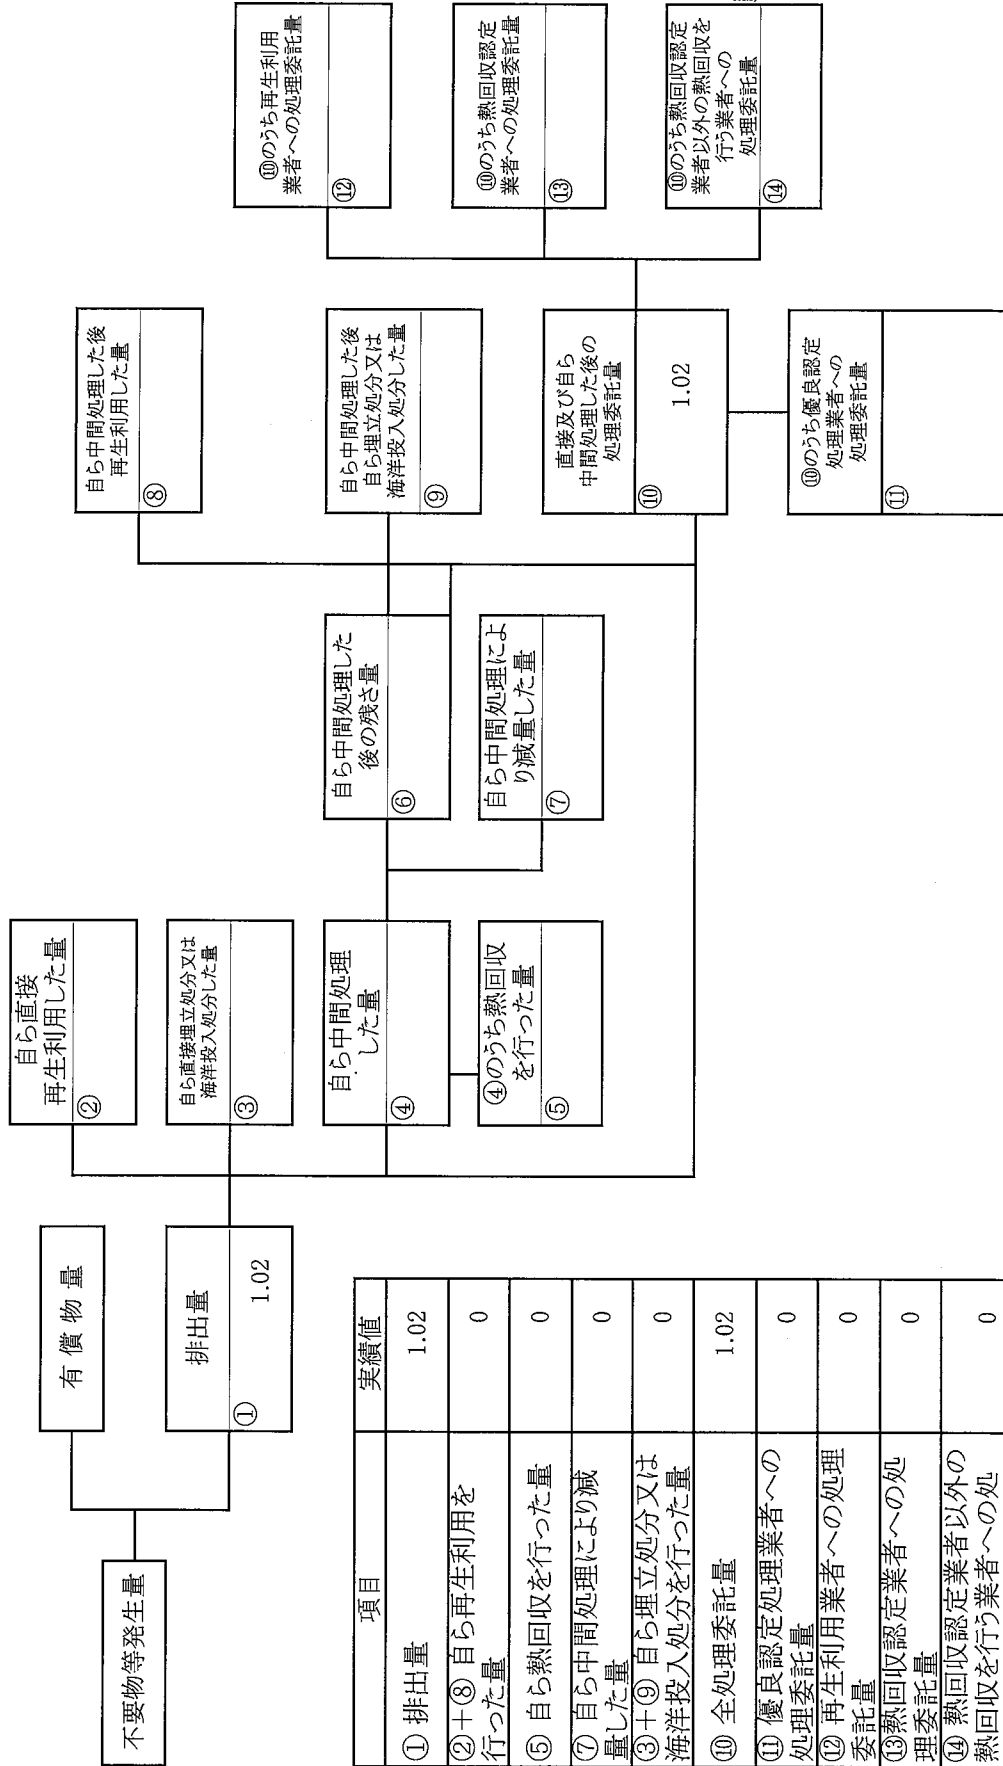 不要物等発生量
有償物量
排出量
①
1.02
自ら直接
再生利用した量
②
自ら直接埋立処分又は
海洋投入処分した量
③
自ら中間処理
した量
④
④のうち熱回収
を行った量
⑤
自ら中間処理した
後の残さ量
⑥
自ら中間処理によ
り減量した量
⑦
自ら中間処理した後
再生利用した量
⑧
自ら中間処理した後
自ら埋立処分又は
海洋投入処分した量
⑨
直接及び自ら
中間処理した後の
処理委託量
⑩
1.02
⑩のうち優良認定
処理業者への
処理委託量
⑪
⑩のうち再生利用
業者への処理委託量
⑫
⑩のうち熱回収認定
業者への処理委託量
⑬
⑩のうち熱回収認定
業者以外の熱回収を
行う業者への
処理委託量
⑭
項目 実績値
①排出量 1.02
②+⑧自ら再生利用を
行った量 0
⑤自ら熱回収を行った量 0
⑦自ら中間処理により減
量した量 0
③+⑨自ら埋立処分又は
海洋投入処分を行った量 0
⑩全処理委託量 1.02
⑪優良認定処理業者への
処理委託量 0
⑫再生利用業者への処理
委託量 0
⑬熱回収認定業者への処
理委託量 0
⑭熱回収認定業者以外の
熱回収を行う業者への処 0